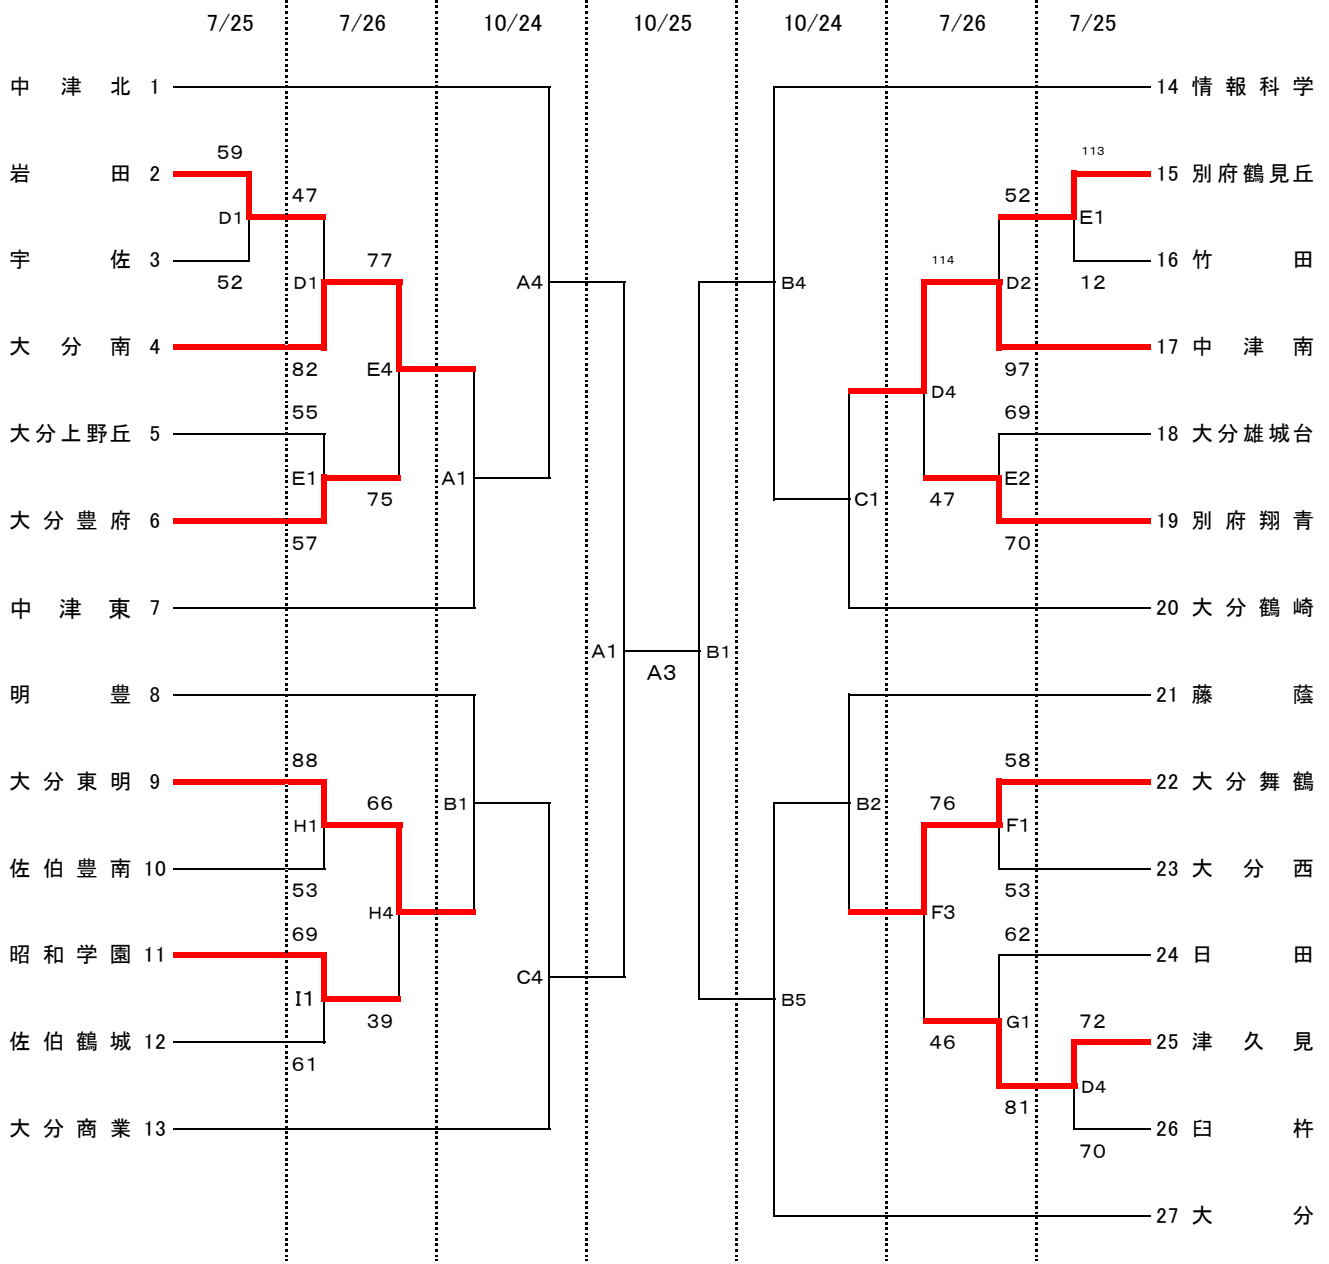 7/25 7/26 10/24 10/25 10/24 7/26 7/25
中津北 1
14 情報科学
59
113
岩田 2
15 別府鶴見丘
47
52
D1
E1
宇佐 3
77
114
16 竹田
52
D1
A4
B4
D2
12
大分南 4
17 中津南
82
E4
97
D4
55
69
大分上野丘 5
18 大分雄城台
E1
A1
E2
75
C1
47
大分豊府 6
19 別府翔青
57
70
中津東 7
20 大分鶴崎
A1
A3
B1
明豊 8
21 藤蔭
88
58
大分東明 9
22 大分舞鶴
66
B1
B2
76
H1
F1
佐伯豊南 10
23 大分西
53
53
H4
F3
69
62
昭和学園 11
24 日田
C4
I1
B5
39
G1
72
46
佐伯鶴城 12
25 津久見
61
D4
81
大分商業 13
26 臼杵
70
27 大分